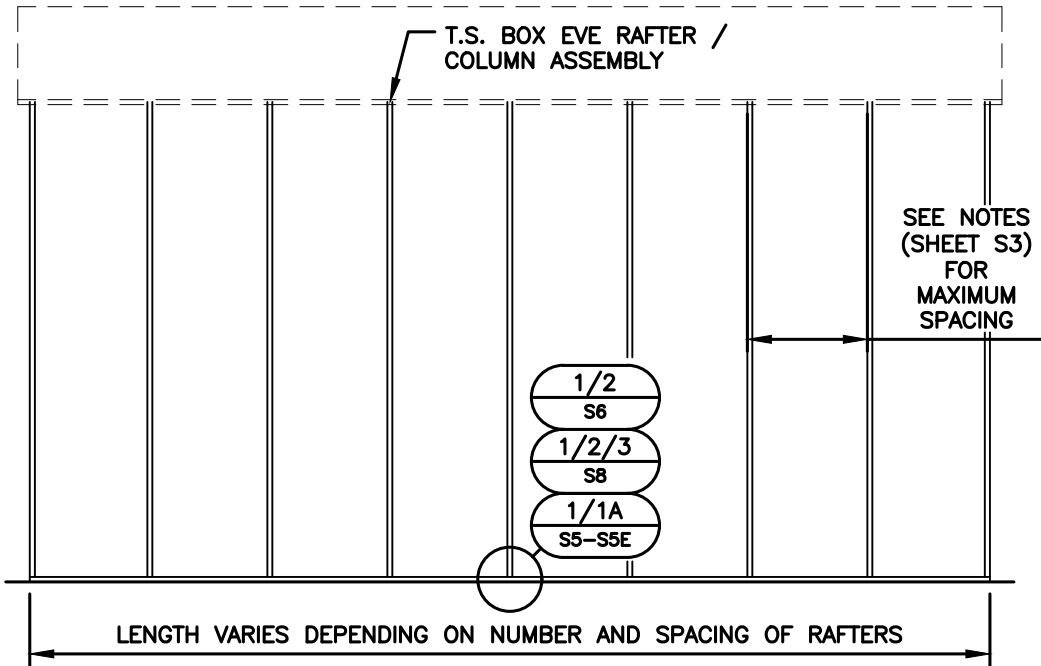 T.S. BOX EVE RAFTER /
COLUMN ASSEMBLY
SEE NOTES
(SHEET S3)
FOR
MAXIMUM
SPACING
1/2
S6
1/2/3
S8
1/1A
S5-S5E
LENGTH VARIES DEPENDING ON NUMBER AND SPACING OF RAFTERS